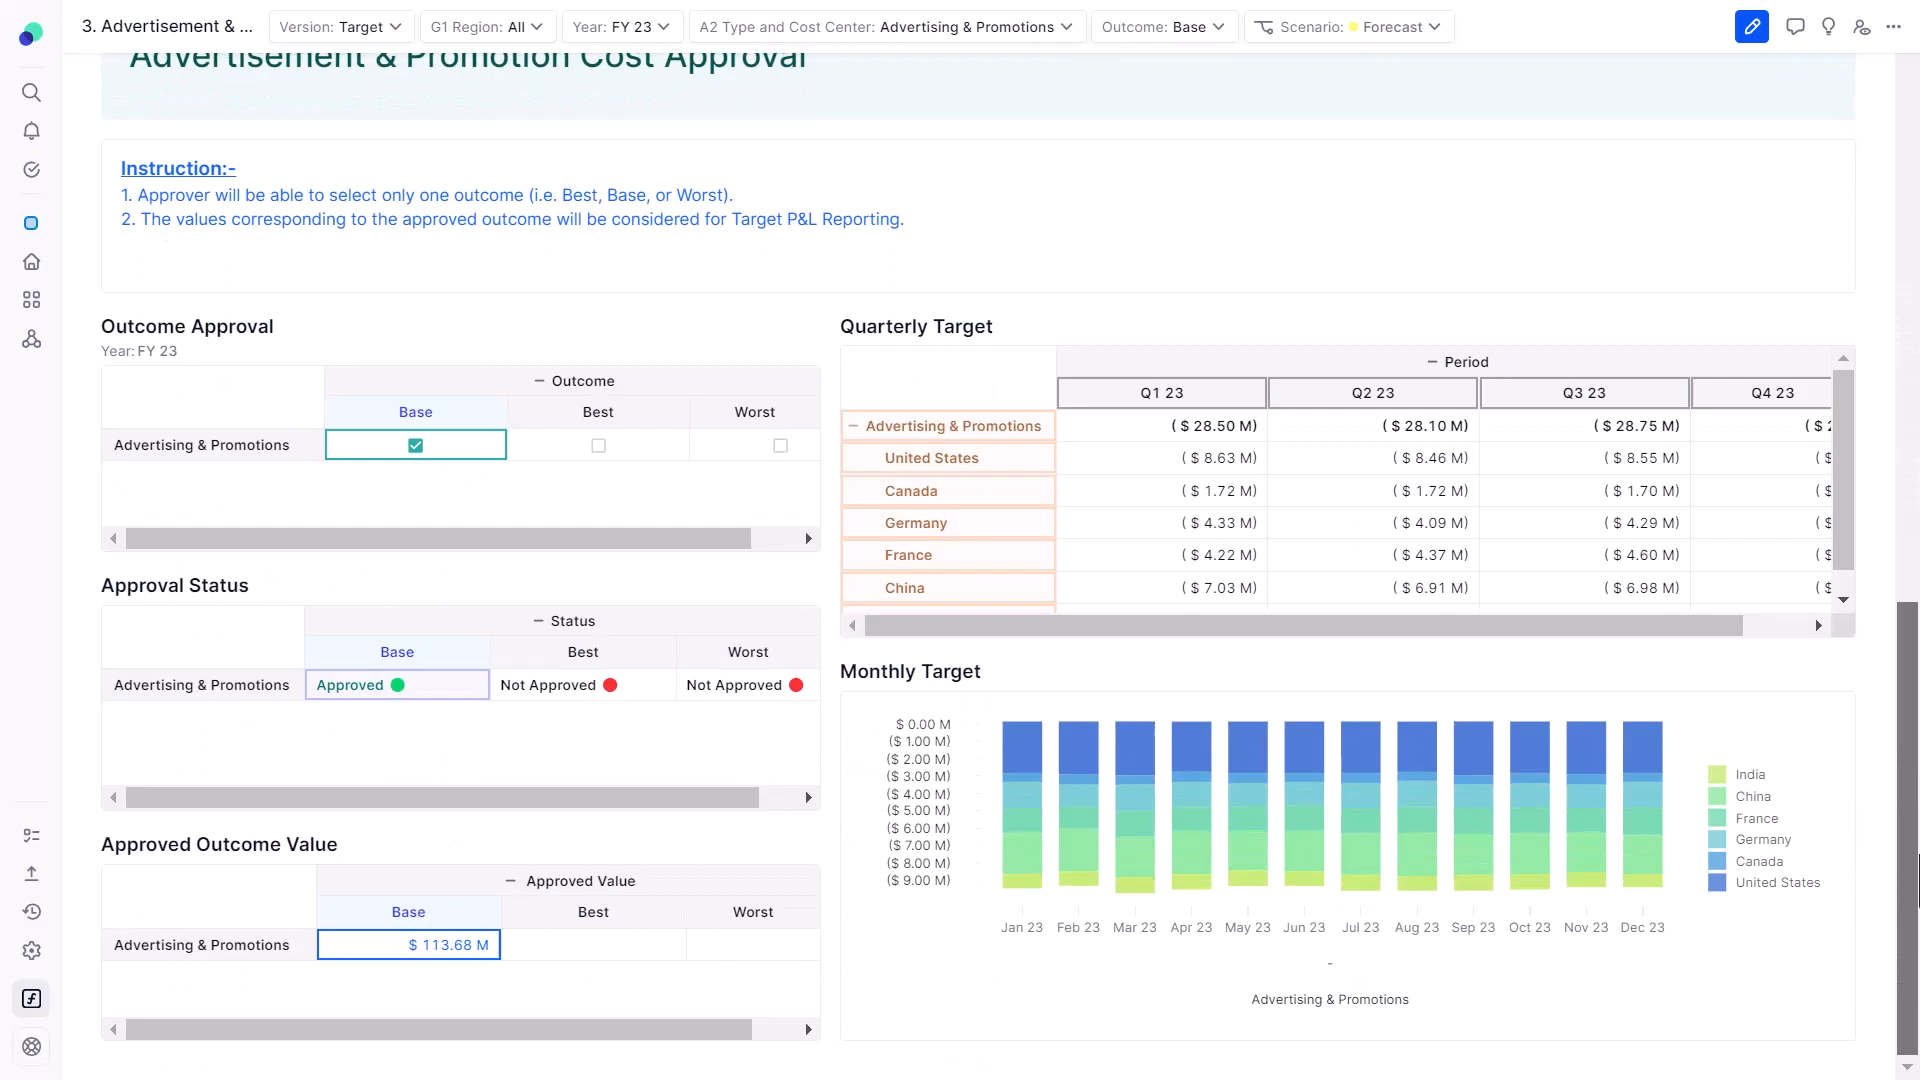 3. Advertisement & ...
Version: Target
G1 Region: All
Year: FY 23
A2 Type and Cost Center: Advertising & Promotions
Outcome: Base
Scenario: Forecast
Advertisement & Promotion Cost Approval
Instruction:-
1. Approver will be able to select only one outcome (i.e. Best, Base, or Worst).
2. The values corresponding to the approved outcome will be considered for Target P&L Reporting.
Outcome Approval
Year: FY 23
− Outcome
Base Best Worst
Advertising & Promotions
Approval Status
− Status
Base Best Worst
Advertising & Promotions Approved Not Approved Not Approved
Approved Outcome Value
− Approved Value
Base Best Worst
Advertising & Promotions $ 113.68 M
Quarterly Target
− Period
Q1 23 Q2 23 Q3 23 Q4 23
− Advertising & Promotions ( $ 28.50 M) ( $ 28.10 M) ( $ 28.75 M) ( $
United States ( $ 8.63 M) ( $ 8.46 M) ( $ 8.55 M) ( $
Canada ( $ 1.72 M) ( $ 1.72 M) ( $ 1.70 M) ( $
Germany ( $ 4.33 M) ( $ 4.09 M) ( $ 4.29 M) ( $
France ( $ 4.22 M) ( $ 4.37 M) ( $ 4.60 M) ( $
China ( $ 7.03 M) ( $ 6.91 M) ( $ 6.98 M) ( $
Monthly Target
$ 0.00 M
($ 1.00 M)
($ 2.00 M)
($ 3.00 M)
($ 4.00 M)
($ 5.00 M)
($ 6.00 M)
($ 7.00 M)
($ 8.00 M)
($ 9.00 M)
India
China
France
Germany
Canada
United States
Jan 23 Feb 23 Mar 23 Apr 23 May 23 Jun 23 Jul 23 Aug 23 Sep 23 Oct 23 Nov 23 Dec 23
-
Advertising & Promotions